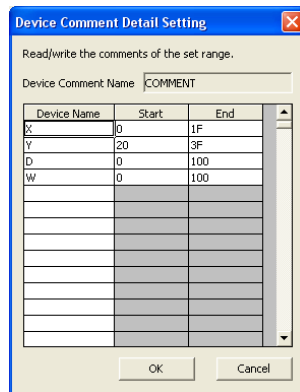 Device Comment Detail Setting
Read/write the comments of the set range.
Device Comment Name COMMENT
Device Name Start End
X 0 1F
Y 20 3F
D 0 100
W 0 100
OK Cancel